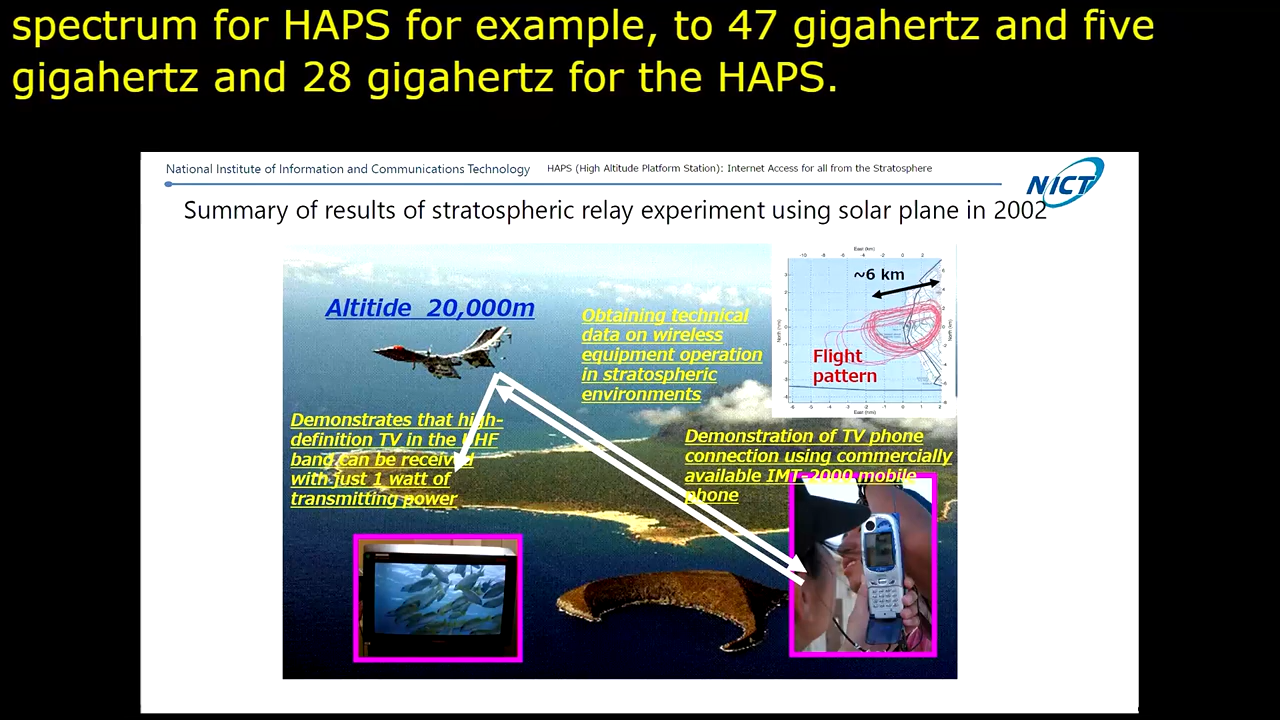 spectrum for HAPS for example, to 47 gigahertz and five
gigahertz and 28 gigahertz for the HAPS.
National Institute of Information and Communications Technology
HAPS (High Altitude Platform Station): Internet Access for all from the Stratosphere
NICT
Summary of results of stratospheric relay experiment using solar plane in 2002
Altitide 20,000m
Obtaining technical
data on wireless
equipment operation
in stratospheric
environments
East (km)
~6 km
Flight
pattern
Demonstrates that high-
definition TV in the UHF
band can be received
with just 1 watt of
transmitting power
Demonstration of TV phone
connection using commercially
available IMT-2000 mobile
phone